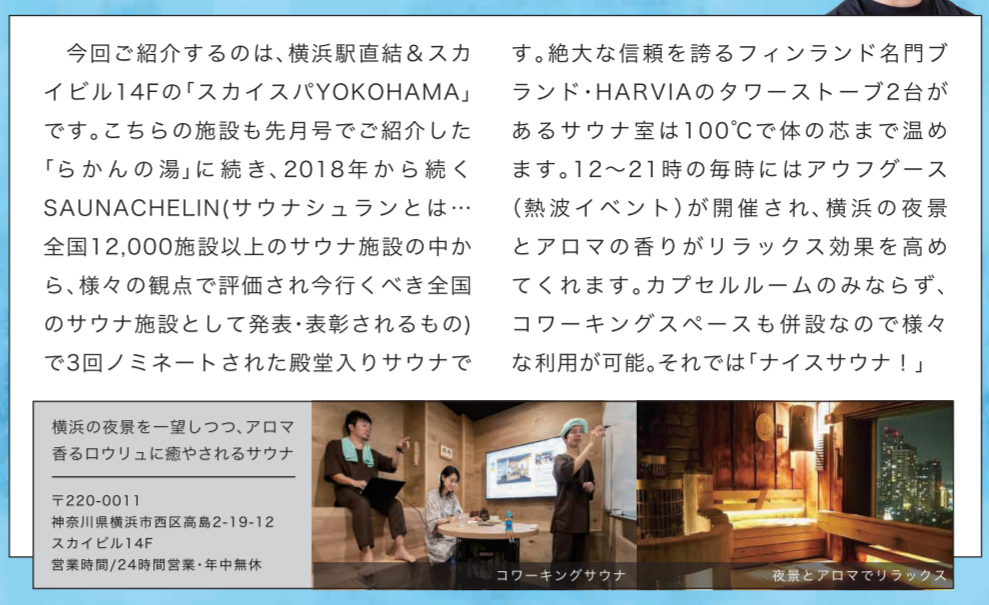 今回ご紹介するのは、横浜駅直結&スカ
イビル14Fの「スカイスパYOKOHAMA」
です。こちらの施設も先月号でご紹介した
「らかんの湯」に続き、2018年から続く
SAUNACHELIN(サウナシュランとは…
全国12,000施設以上のサウナ施設の中か
ら、様々の観点で評価され今行くべき全国
のサウナ施設として発表・表彰されるもの)
で3回ノミネートされた殿堂入りサウナで
す。絶大な信頼を誇るフィンランド名門ブ
ランド・HARVIAのタワーストーブ2台が
あるサウナ室は100℃で体の芯まで温め
ます。12〜21時の毎時にはアウフグース
(熱波イベント)が開催され、横浜の夜景
とアロマの香りがリラックス効果を高め
てくれます。カプセルルームのみならず、
コワーキングスペースも併設なので様々
な利用が可能。それでは「ナイスサウナ！」
横浜の夜景を一望しつつ、アロマ
香るロウリュに癒やされるサウナ
〒220-0011
神奈川県横浜市西区高島2-19-12
スカイビル14F
営業時間/24時間営業・年中無休
コワーキングサウナ
夜景とアロマでリラックス